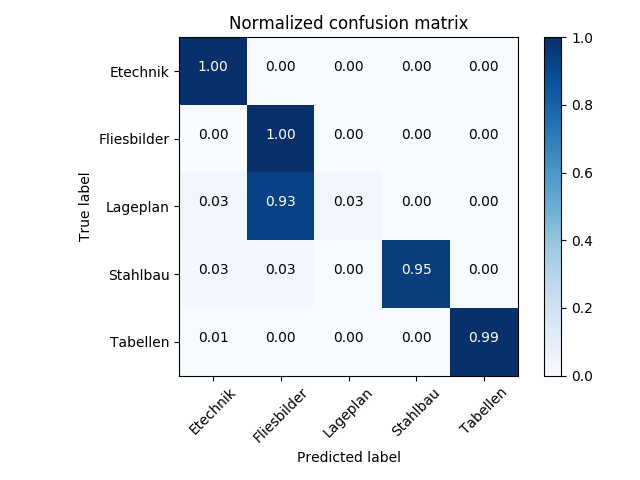 Normalized confusion matrix
Etechnik 1.00 0.00 0.00 0.00 0.00
Fliesbilder 0.00 1.00 0.00 0.00 0.00
Lageplan 0.03 0.93 0.03 0.00 0.00
Stahlbau 0.03 0.03 0.00 0.95 0.00
Tabellen 0.01 0.00 0.00 0.00 0.99
True label
Etechnik Fliesbilder Lageplan Stahlbau Tabellen
Predicted label
1.0
0.8
0.6
0.4
0.2
0.0